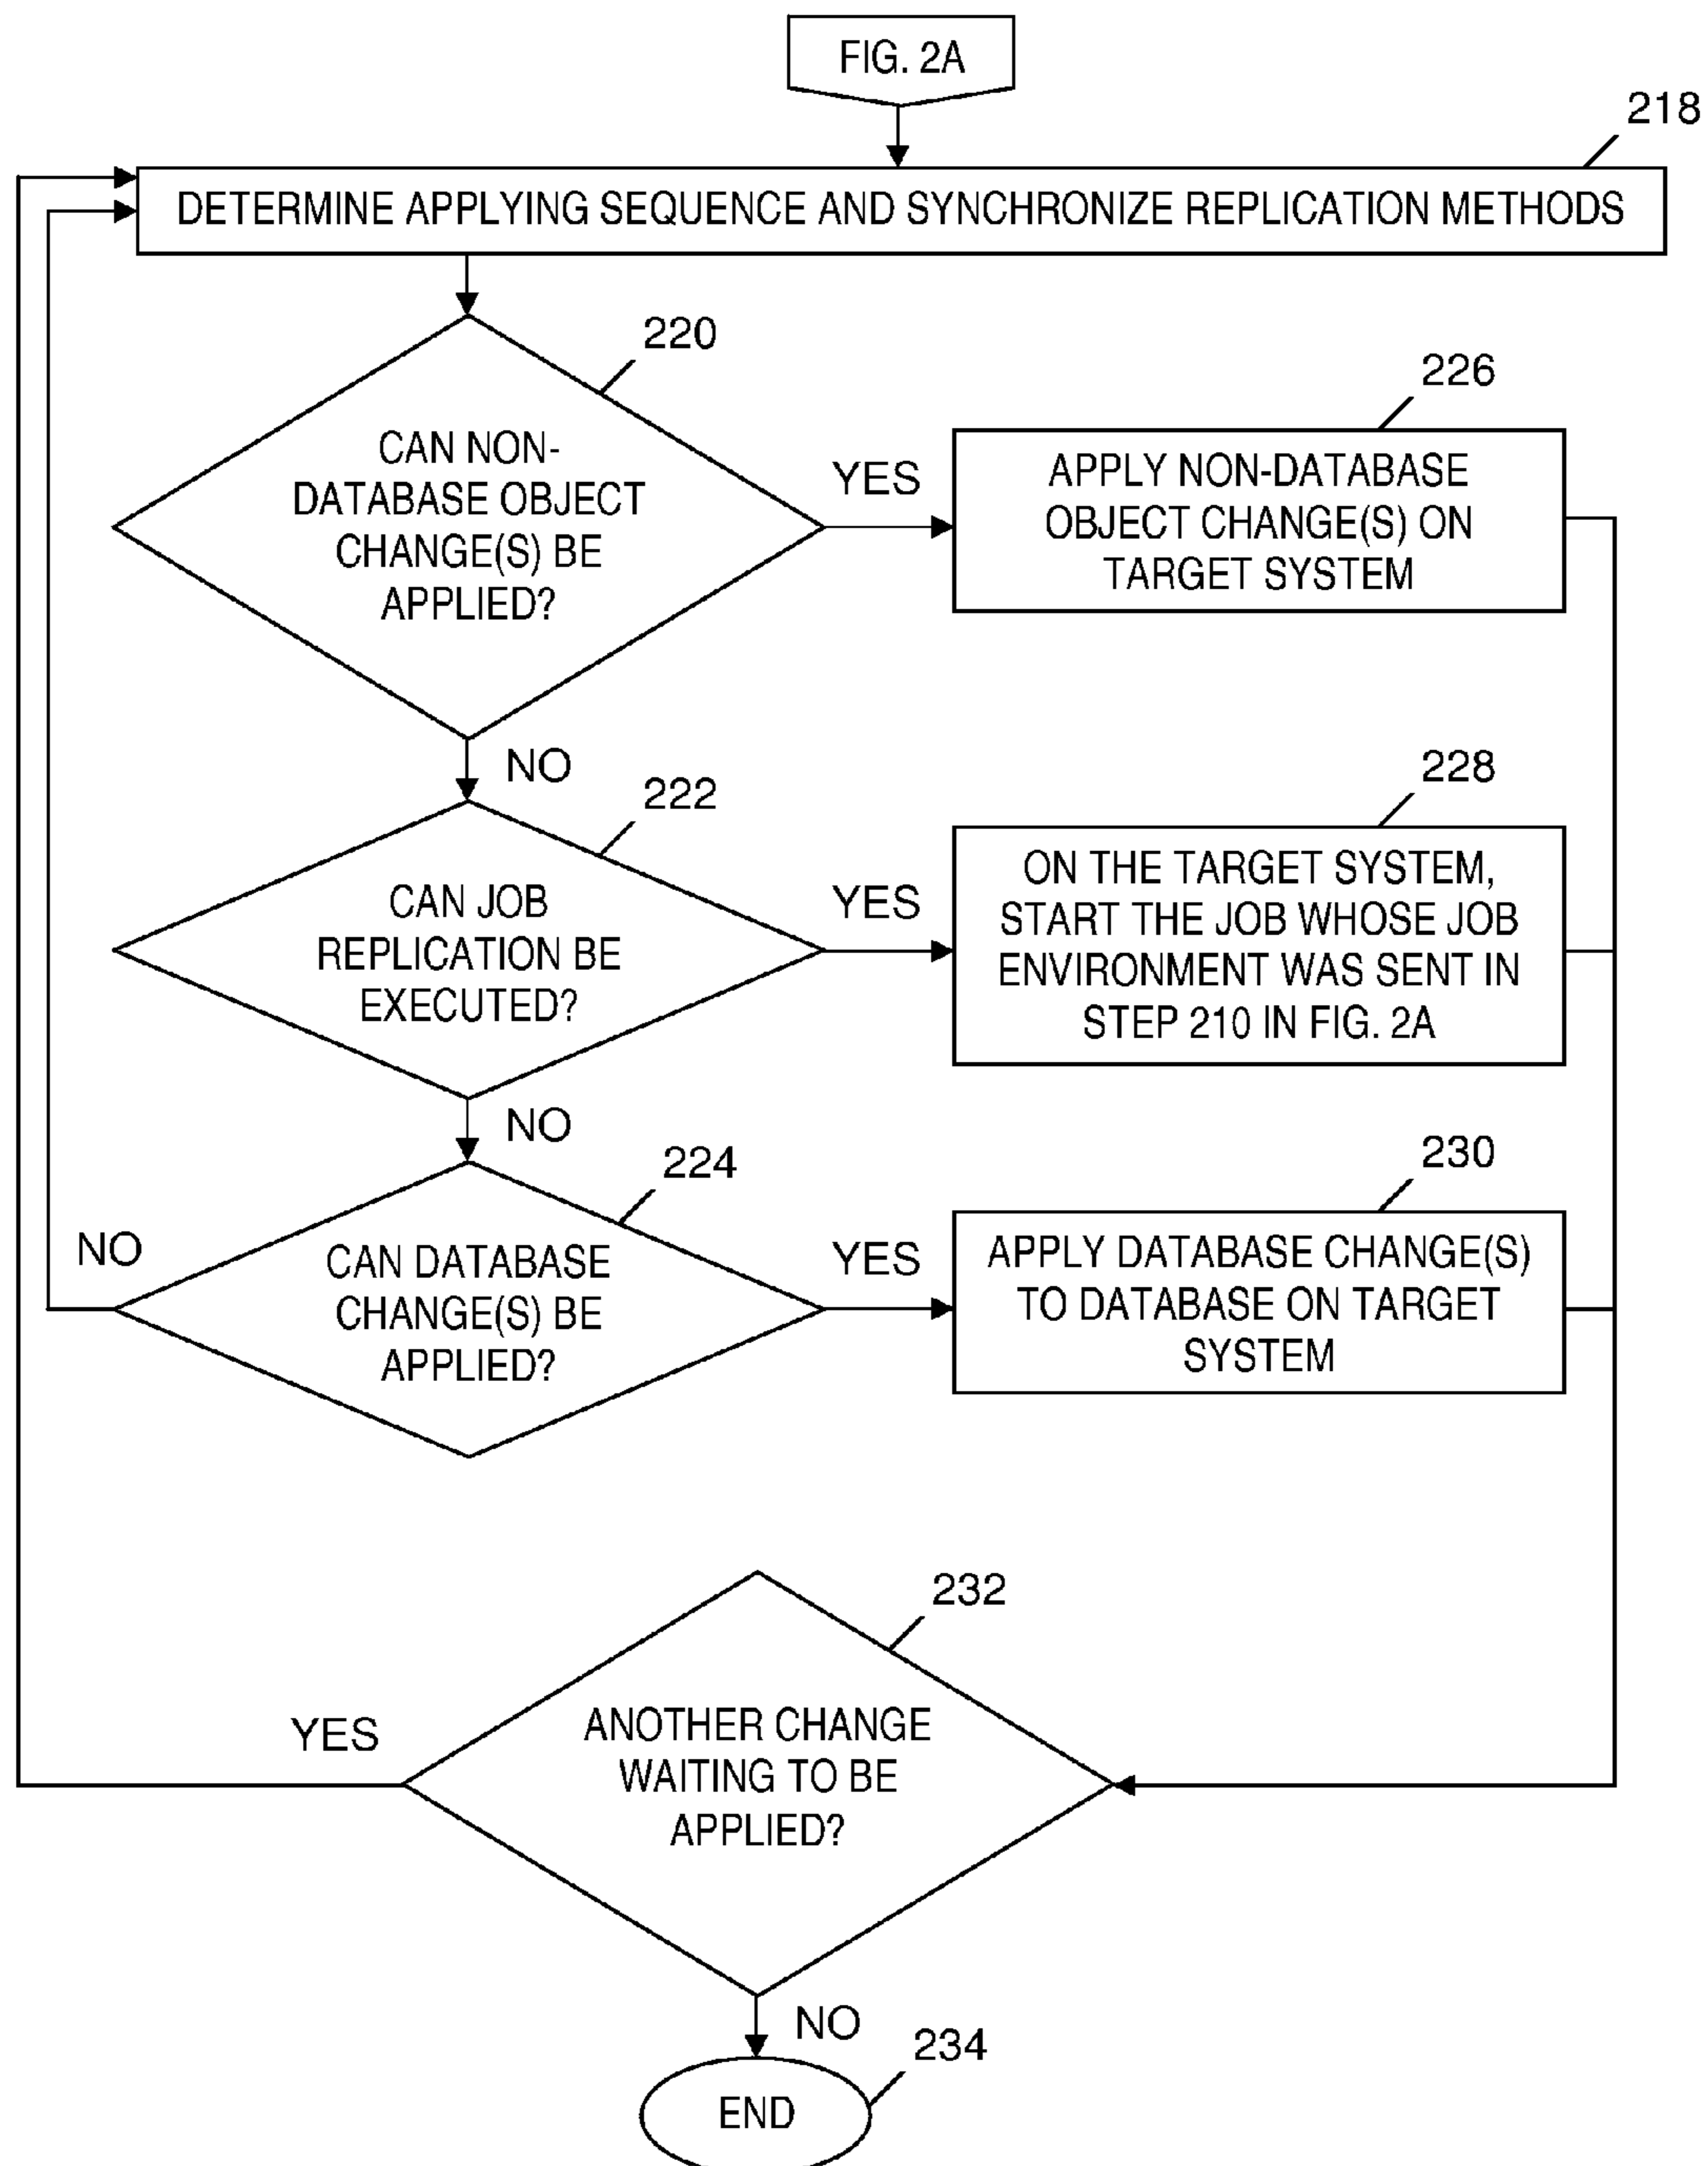 FIG. 2A
218
DETERMINE APPLYING SEQUENCE AND SYNCHRONIZE REPLICATION METHODS
220
CAN NON-
DATABASE OBJECT
CHANGE(S) BE
APPLIED?
YES
226
APPLY NON-DATABASE
OBJECT CHANGE(S) ON
TARGET SYSTEM
NO
222
CAN JOB
REPLICATION BE
EXECUTED?
YES
228
ON THE TARGET SYSTEM,
START THE JOB WHOSE JOB
ENVIRONMENT WAS SENT IN
STEP 210 IN FIG. 2A
NO
224
NO
CAN DATABASE
CHANGE(S) BE
APPLIED?
YES
230
APPLY DATABASE CHANGE(S)
TO DATABASE ON TARGET
SYSTEM
232
YES
ANOTHER CHANGE
WAITING TO BE
APPLIED?
NO
234
END